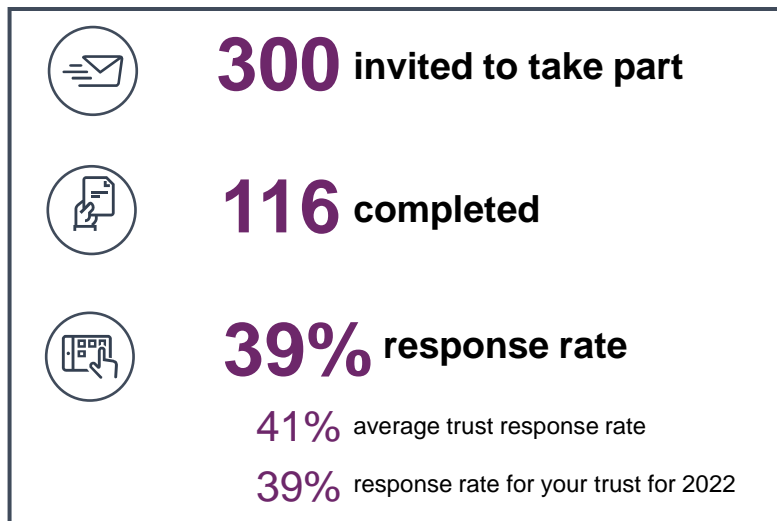 300 invited to take part
116 completed
39% response rate
41% average trust response rate
39% response rate for your trust for 2022